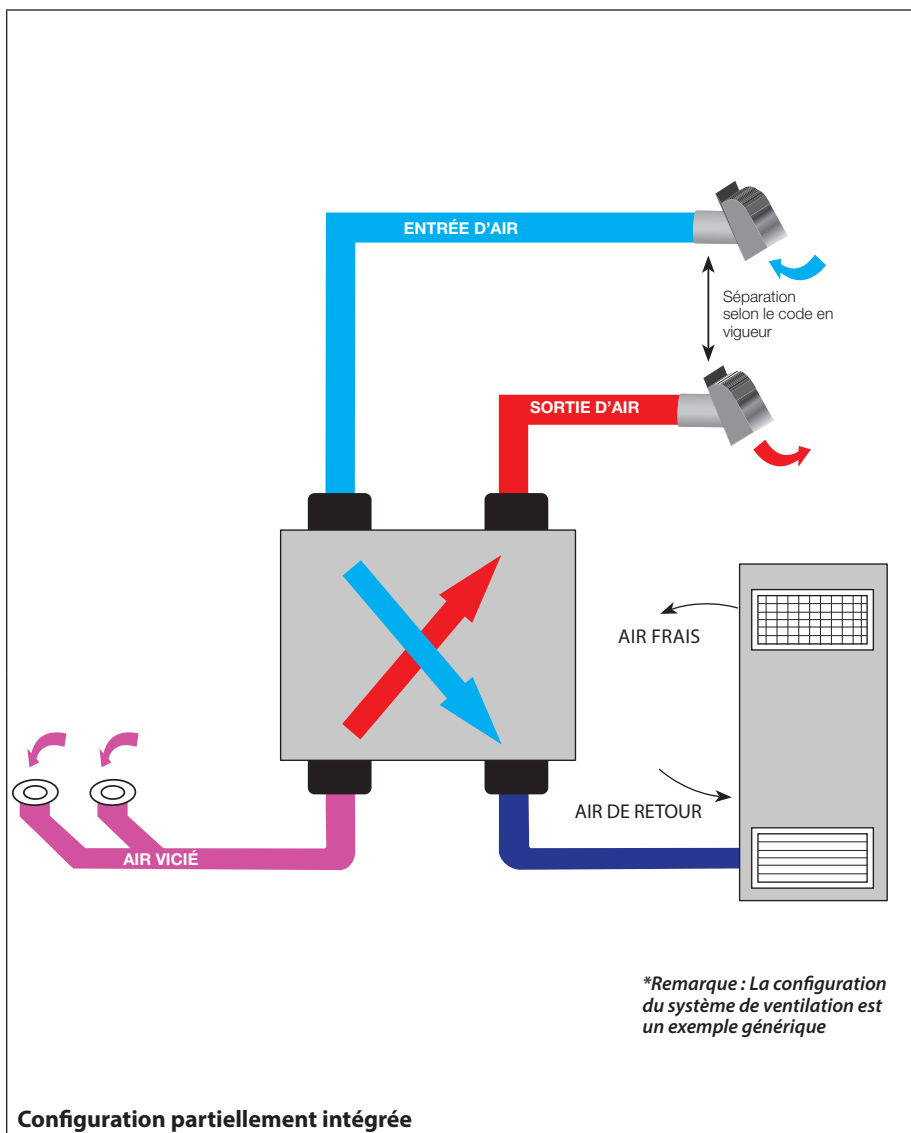 ENTRÉE D’AIR
Séparation
selon le code en
vigueur
SORTIE D’AIR
AIR FRAIS
AIR DE RETOUR
AIR VICIÉ
*Remarque : La configuration
du système de ventilation est
un exemple générique
Configuration partiellement intégrée